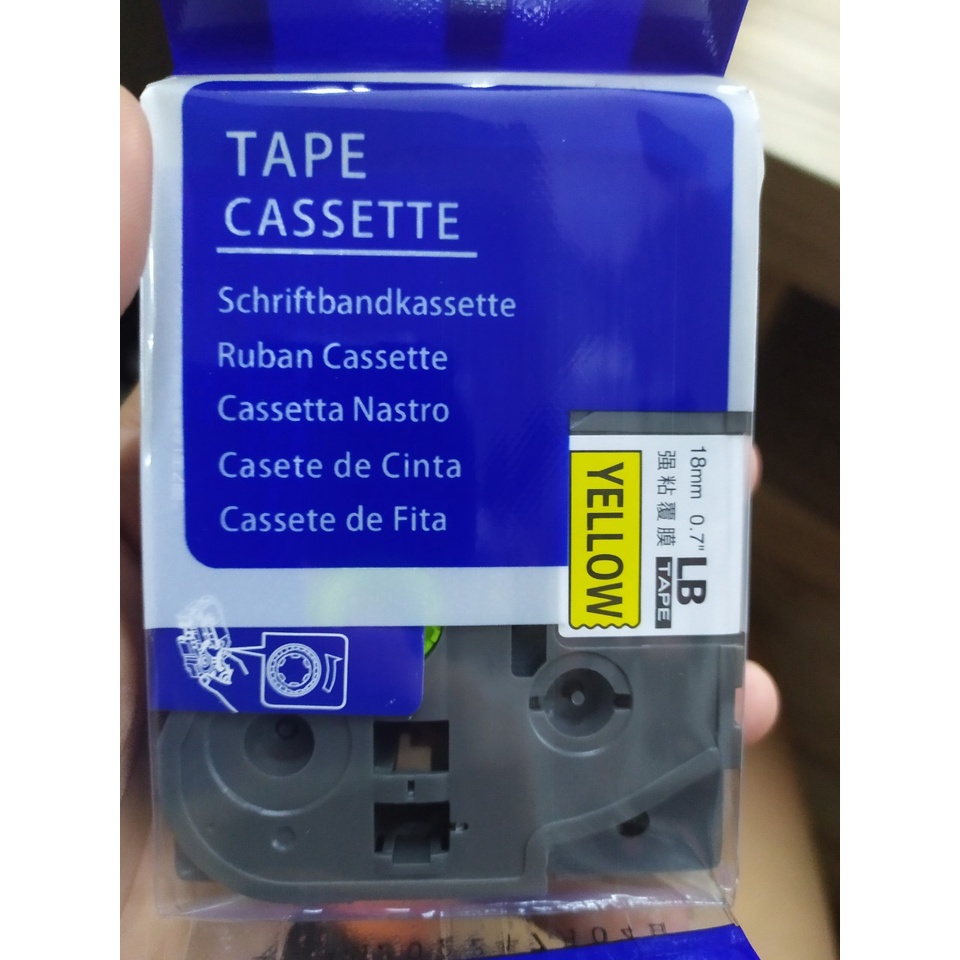 TAPE
CASSETTE
Schriftbandkassette
Ruban Cassette
Cassetta Nastro
Casete de Cinta
Cassete de Fita
18mm 0.7"
强粘覆膜
LB
TAPE
YELLOW